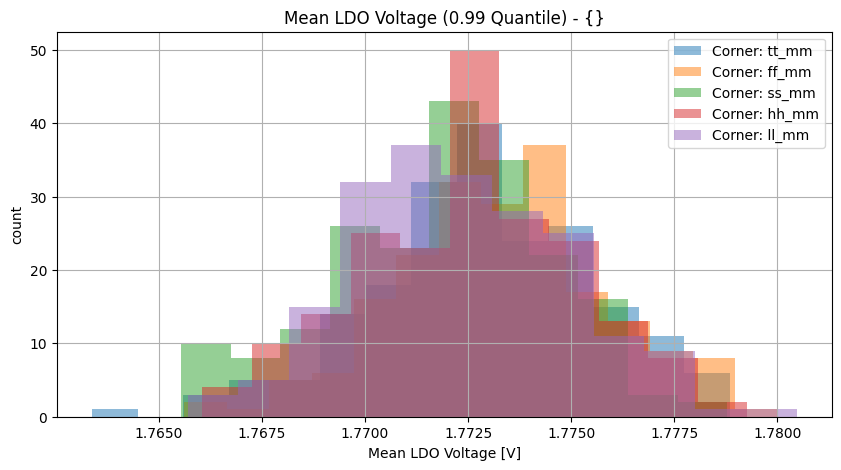 Mean LDO Voltage (0.99 Quantile) - {}
Corner: tt_mm
Corner: ff_mm
Corner: ss_mm
Corner: hh_mm
Corner: ll_mm
count
50
40
30
20
10
0
1.7650
1.7675
1.7700
1.7725
1.7750
1.7775
1.7800
Mean LDO Voltage [V]